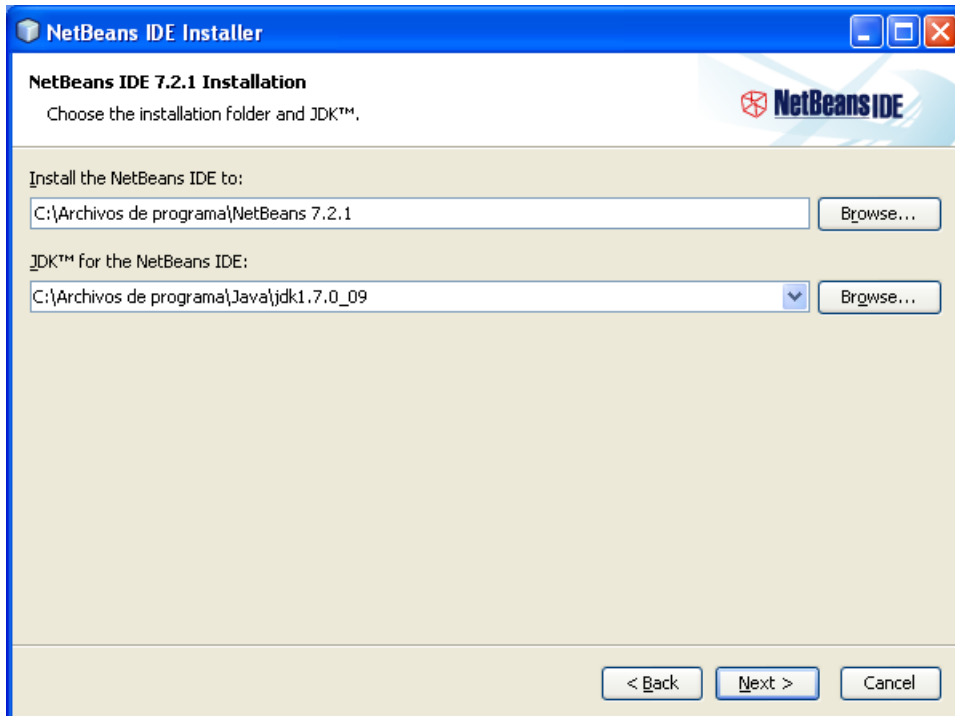 NetBeans IDE Installer
NetBeans IDE 7.2.1 Installation
Choose the installation folder and JDK™.
NetBeans IDE
Install the NetBeans IDE to:
C:\Archivos de programa\NetBeans 7.2.1
Browse...
JDK™ for the NetBeans IDE:
C:\Archivos de programa\Java\jdk1.7.0_09
Browse...
< Back
Next >
Cancel